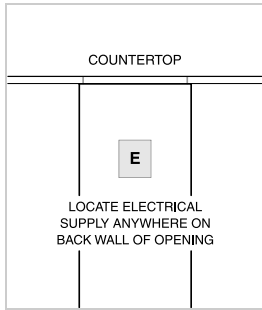 COUNTERTOP
E
LOCATE ELECTRICAL
SUPPLY ANYWHERE ON
BACK WALL OF OPENING